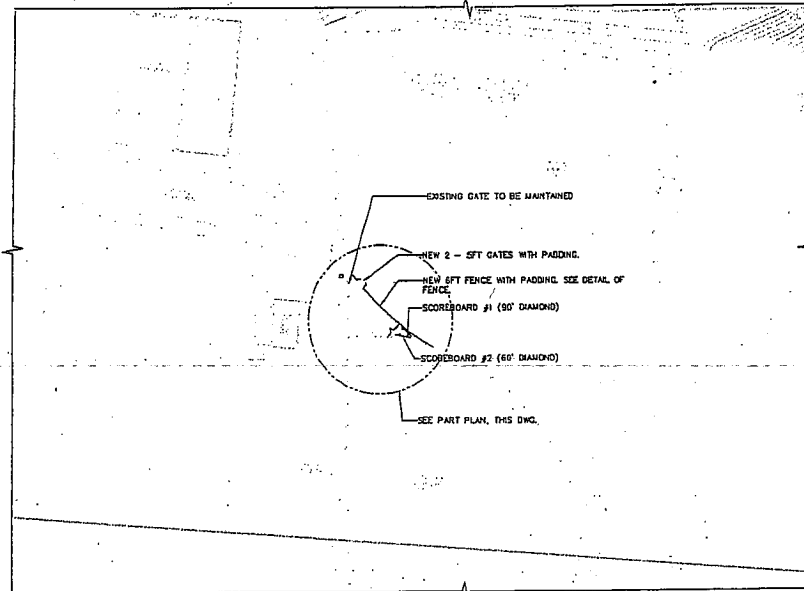 EXISTING GATE TO BE MAINTAINED
NEW 2 - 5FT GATES WITH PADDING.
NEW 6FT FENCE WITH PADDING. SEE DETAIL OF
FENCE.
SCOREBOARD #1 (90' DIAMOND)
SCOREBOARD #2 (60' DIAMOND)
SEE PART PLAN, THIS DWG.